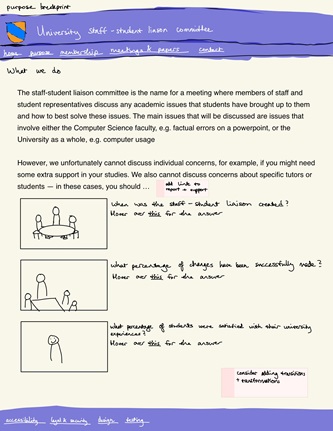 purpose blueprint
University staff-student liason committee
home purpose membership meetings & papers contact
What we do
The staff-student liaison committee is the name for a meeting where members of staff and
student representatives discuss any academic issues that students have brought up to them
and how to best solve these issues. The main issues that will be discussed are issues that
involve either the Computer Science faculty, e.g. factual errors on a powerpoint, or the
University as a whole, e.g. computer usage
However, we unfortunately cannot discuss individual concerns, for example, if you might need
some extra support in your studies. We also cannot discuss concerns about specific tutors or
students — in these cases, you should ...
add link to
report + support
When was the staff-student liaison created?
Hover over this for the answer
What percentage of changes have been successfully made?
Hover over this for the answer
What percentage of students were satisfied with their university
experience?
Hover over this for the answer
consider adding transitions
+ transformations
accessibility legal & security design testing